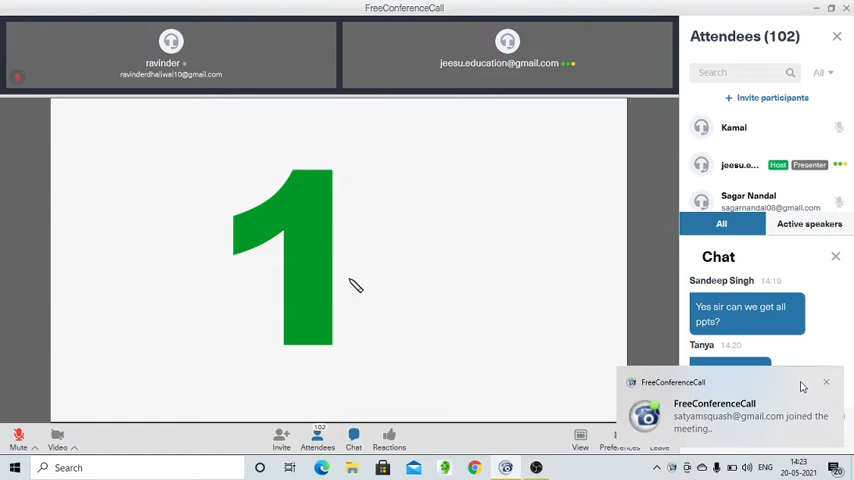 FreeConferenceCall
ravinder
ravinderdhaliwal10@gmail.com
jeesu.education@gmail.com
Attendees (102)
Search
All
+ Invite participants
Kamal
jeesu.e... Host Presenter
Sagar Nandal
sagarnandal08@gmail.com
All Active speakers
1
Chat
Sandeep Singh 14:19
Yes sir can we get all
ppts?
Tanya 14:20
FreeConferenceCall
FreeConferenceCall
satyamsquash@gmail.com joined the
meeting..
102
Mute Video Invite Attendees Chat Reactions View Preferences Leave
Search
ENG
14:23
20-05-2021
20